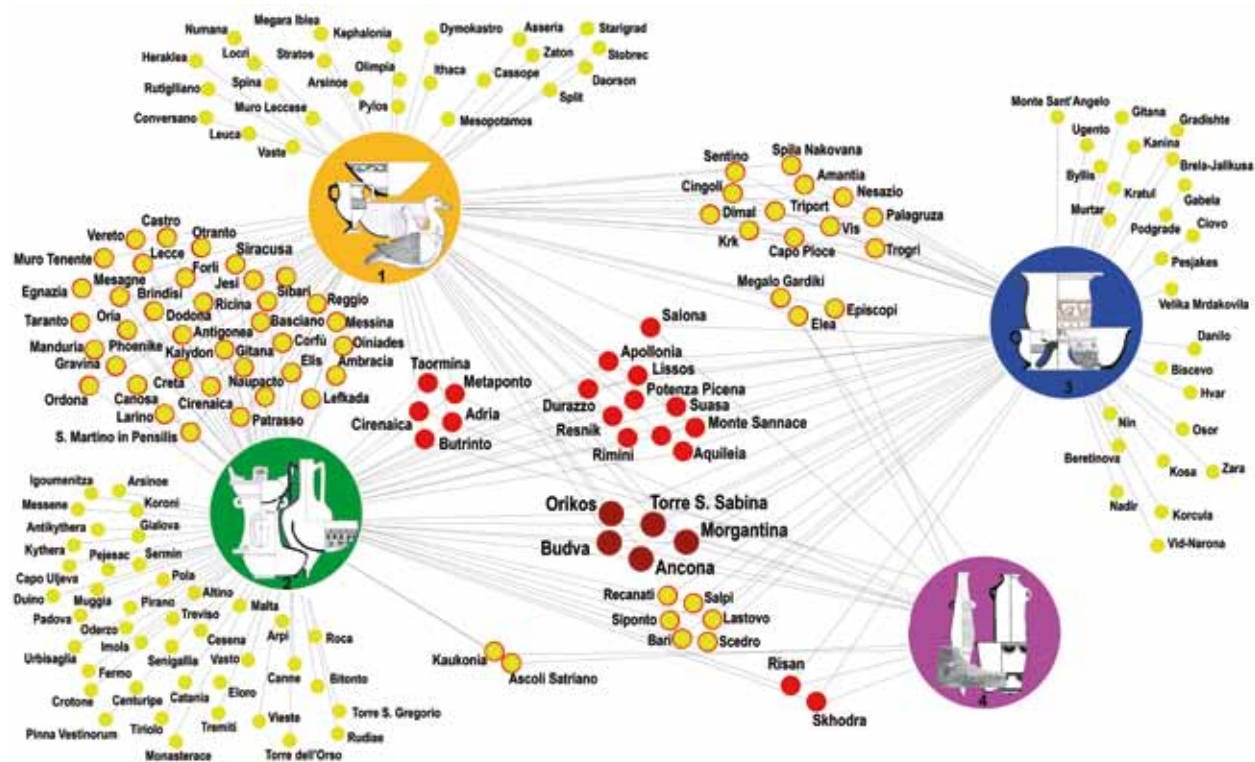 Megara Iblea
Numana
Kephalonia
Dymokastro
Asseria
Starigrad
Locri
Stratos
Zaton
Stobrec
Heraklea
Olimpia
Ithaca
Cassope
Daorson
Rutigliano
Spina
Arsinoe
Split
Conversano
Muro Leccese
Pylos
Mesopotamos
Leuca
Vaste
1
Monte Sant'Angelo
Gitana
Gradishte
Ugento
Kanina
Brela-Jalikusa
Byllis
Kratul
Gabela
Murtar
Podgrade
Ciovo
Pesjakes
Velika Mrdakovila
Sentino
Spila Nakovana
Cingoli
Amantia
Nesazio
Dimal
Triport
Palagruza
Krk
Vis
Capo Ploce
Trogri
Castro
Vereto
Otranto
Muro Tenente
Lecce
Siracusa
Forlì
Mesagne
Jesi
Sibari
Egnazia
Brindisi
Ricina
Reggio
Taranto
Oria
Dodona
Basciano
Messina
Phoenike
Antigonea
Oiniades
Manduria
Kalydon
Gitana
Corfù
Ambracia
Gravina
Elis
Creta
Naupacto
Ordona
Canosa
Cirenaica
Lefkada
Larino
Patrasso
S. Martino in Pensilis
Megalo Gardiki
Episcopi
Elea
3
Salona
Apollonia
Lissos
Taormina
Metaponto
Potenza Picena
Durazzo
Suasa
Cirenaica
Adria
Resnik
Monte Sannace
Butrinto
Rimini
Aquileia
Danilo
Biscevo
Hvar
Nin
Osor
Beretinova
Kosa
Zara
Nadir
Korcula
Vid-Narona
Igoumenitza
Arsinoe
Messene
Koroni
Antikythera
Gialova
Kythera
Pejesac
Sermin
Capo Uljeva
Pola
2
Duino
Muggia
Altino
Malta
Padova
Pirano
Treviso
Oderzo
Arpi
Roca
Imola
Cesena
Urbisaglia
Senigallia
Vasto
Fermo
Canne
Bitonto
Crotone
Centuripe
Catania
Eloro
Pinna Vestinorum
Tiriolo
Tremiti
Vieste
Torre S. Gregorio
Rudiae
Monasterace
Torre dell'Orso
Orikos
Torre S. Sabina
Morgantina
Budva
Ancona
Recanati
Salpi
Siponto
Lastovo
Bari
Scedro
Kaukonia
Ascoli Satriano
Risan
Skhodra
4